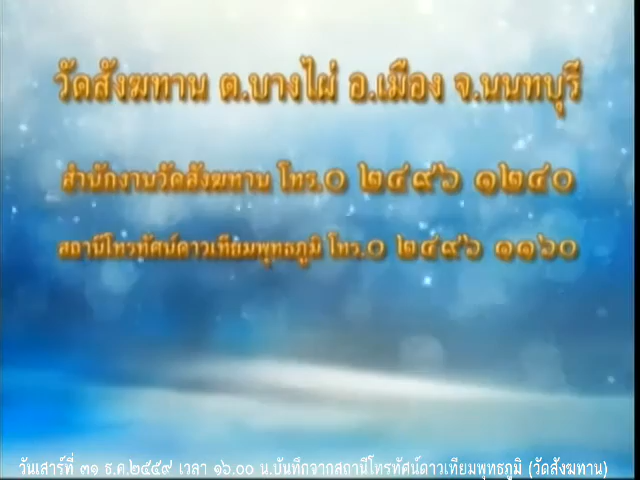 วัดสังฆทาน ต.บางไผ่ อ.เมือง จ.นนทบุรี
สำนักงานวัดสังฆทาน โทร.๐ ๒๔๙๖ ๑๒๔๐
สถานีโทรทัศน์ดาวเทียมพุทธภูมิ โทร.๐ ๒๔๙๖ ๑๑๖๐
วันเสาร์ที่ ๓๑ ธ.ค.๒๕๕๙ เวลา ๑๖.๐๐ น.บันทึกจากสถานีโทรทัศน์ดาวเทียมพุทธภูมิ (วัดสังฆทาน)